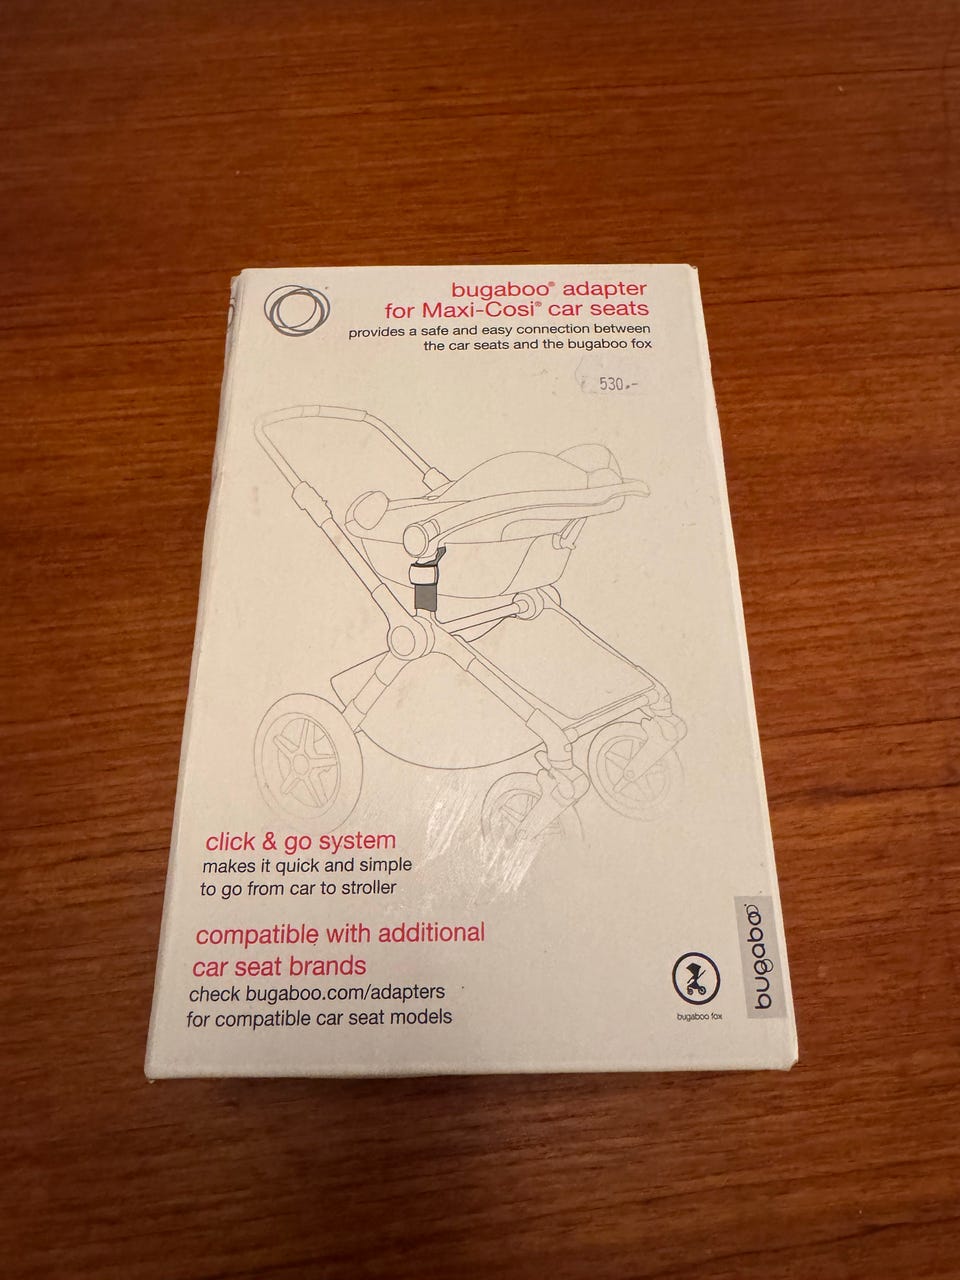 bugaboo® adapter
for Maxi-Cosi® car seats
provides a safe and easy connection between
the car seats and the bugaboo fox
530.-
click & go system
makes it quick and simple
to go from car to stroller
compatible with additional
car seat brands
check bugaboo.com/adapters
for compatible car seat models
bugaboo fox
bugaboo